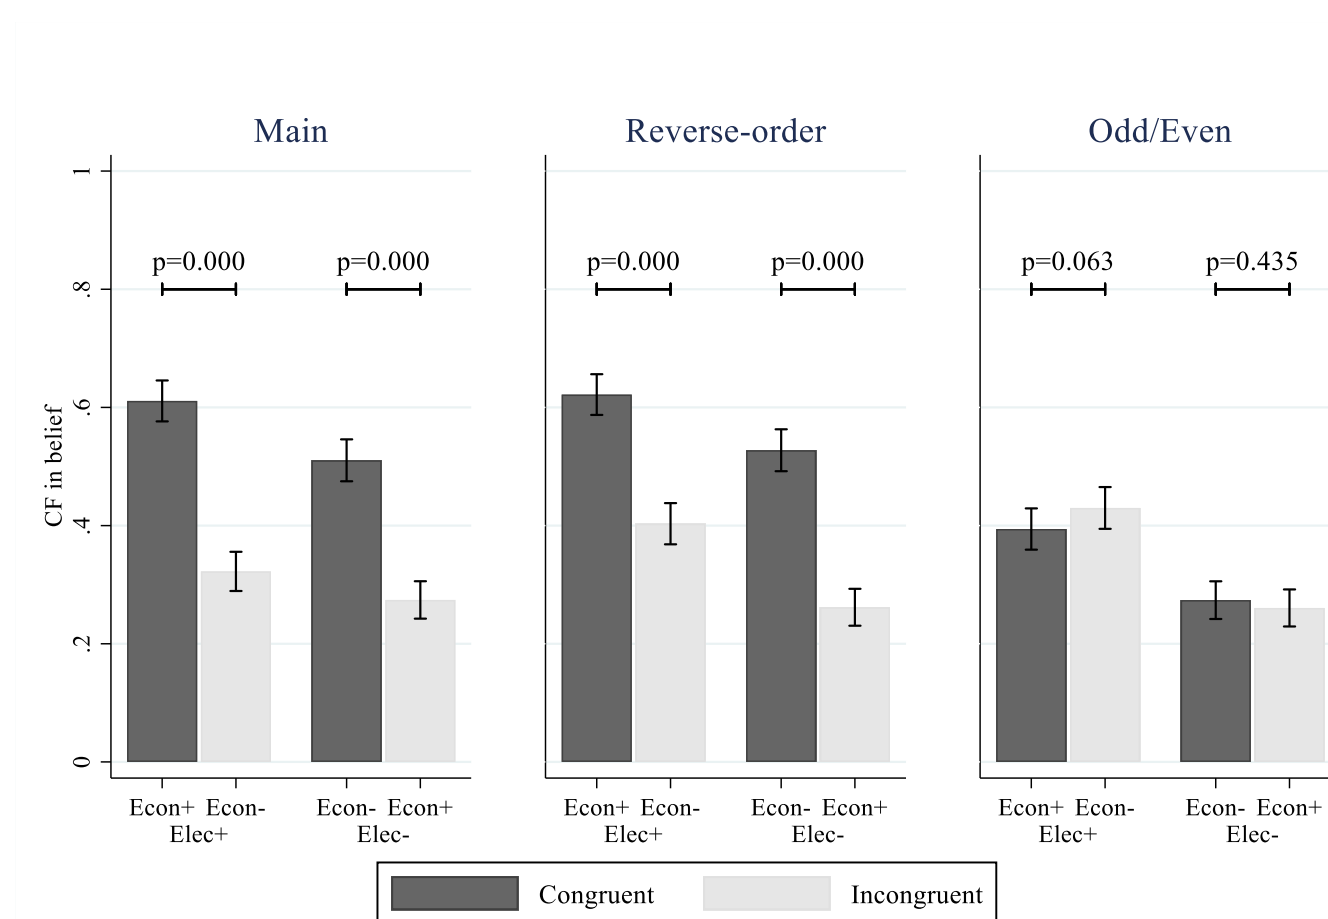 Main Reverse-order Odd/Even
1
p=0.000 p=0.000 p=0.000 p=0.000 p=0.063 p=0.435
.8
.6
CF in belief
.4
.2
0
Econ+ Econ- Econ- Econ+ Econ+ Econ- Econ- Econ+ Econ+ Econ- Econ- Econ+
Elec+ Elec- Elec+ Elec- Elec+ Elec-
Congruent Incongruent